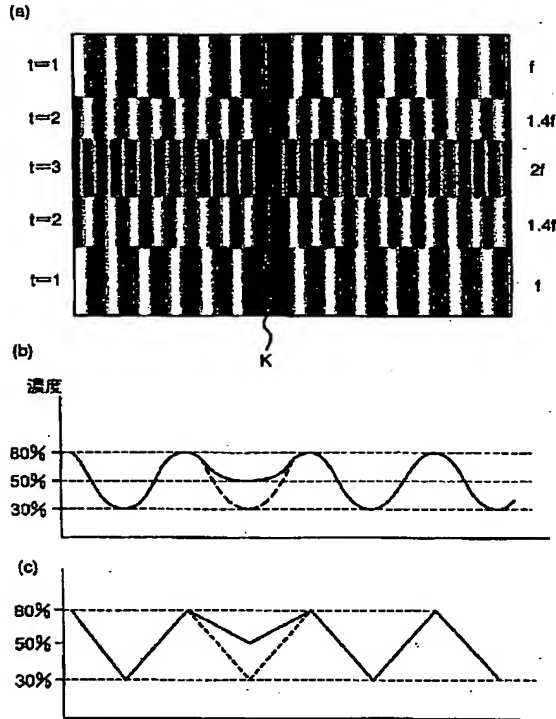 (a)
t=1 f
t=2 1.4f
t=3 2f
t=2 1.4f
t=1 f
K
(b)
濃度
80%
50%
30%
(c)
80%
50%
30%